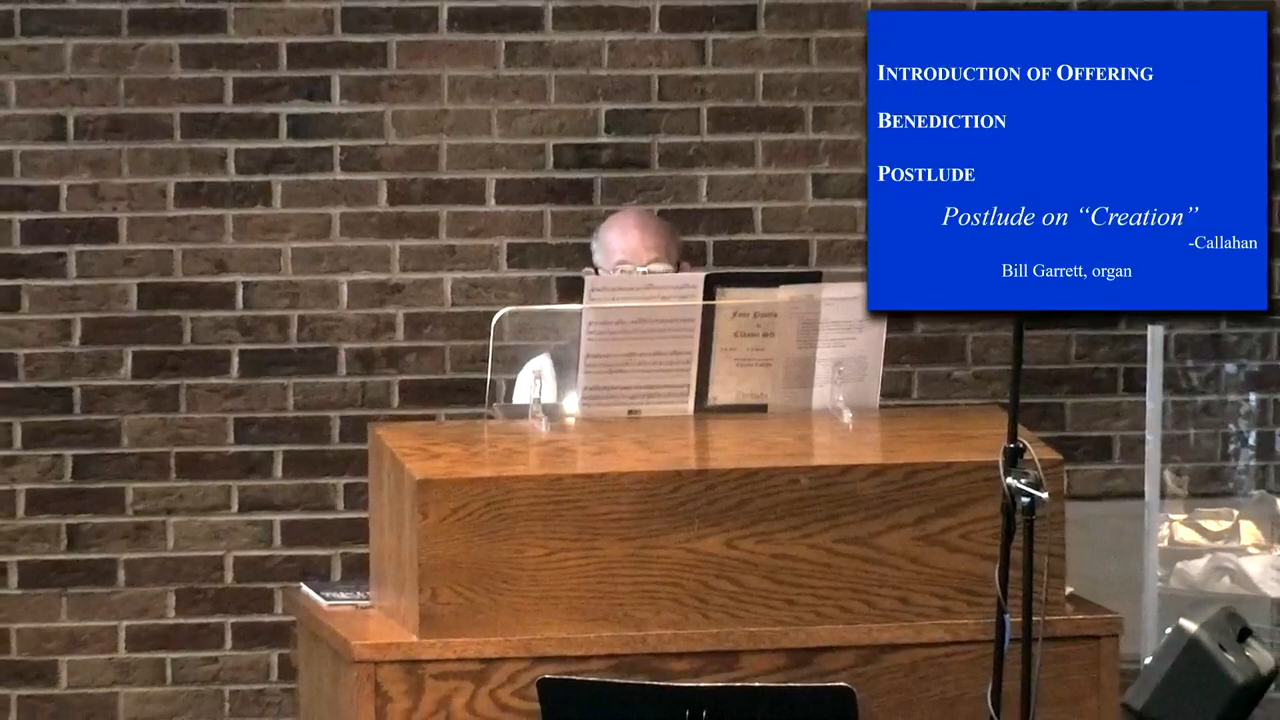 INTRODUCTION OF OFFERING
BENEDICTION
POSTLUDE
Postlude on “Creation”
-Callahan
Bill Garrett, organ